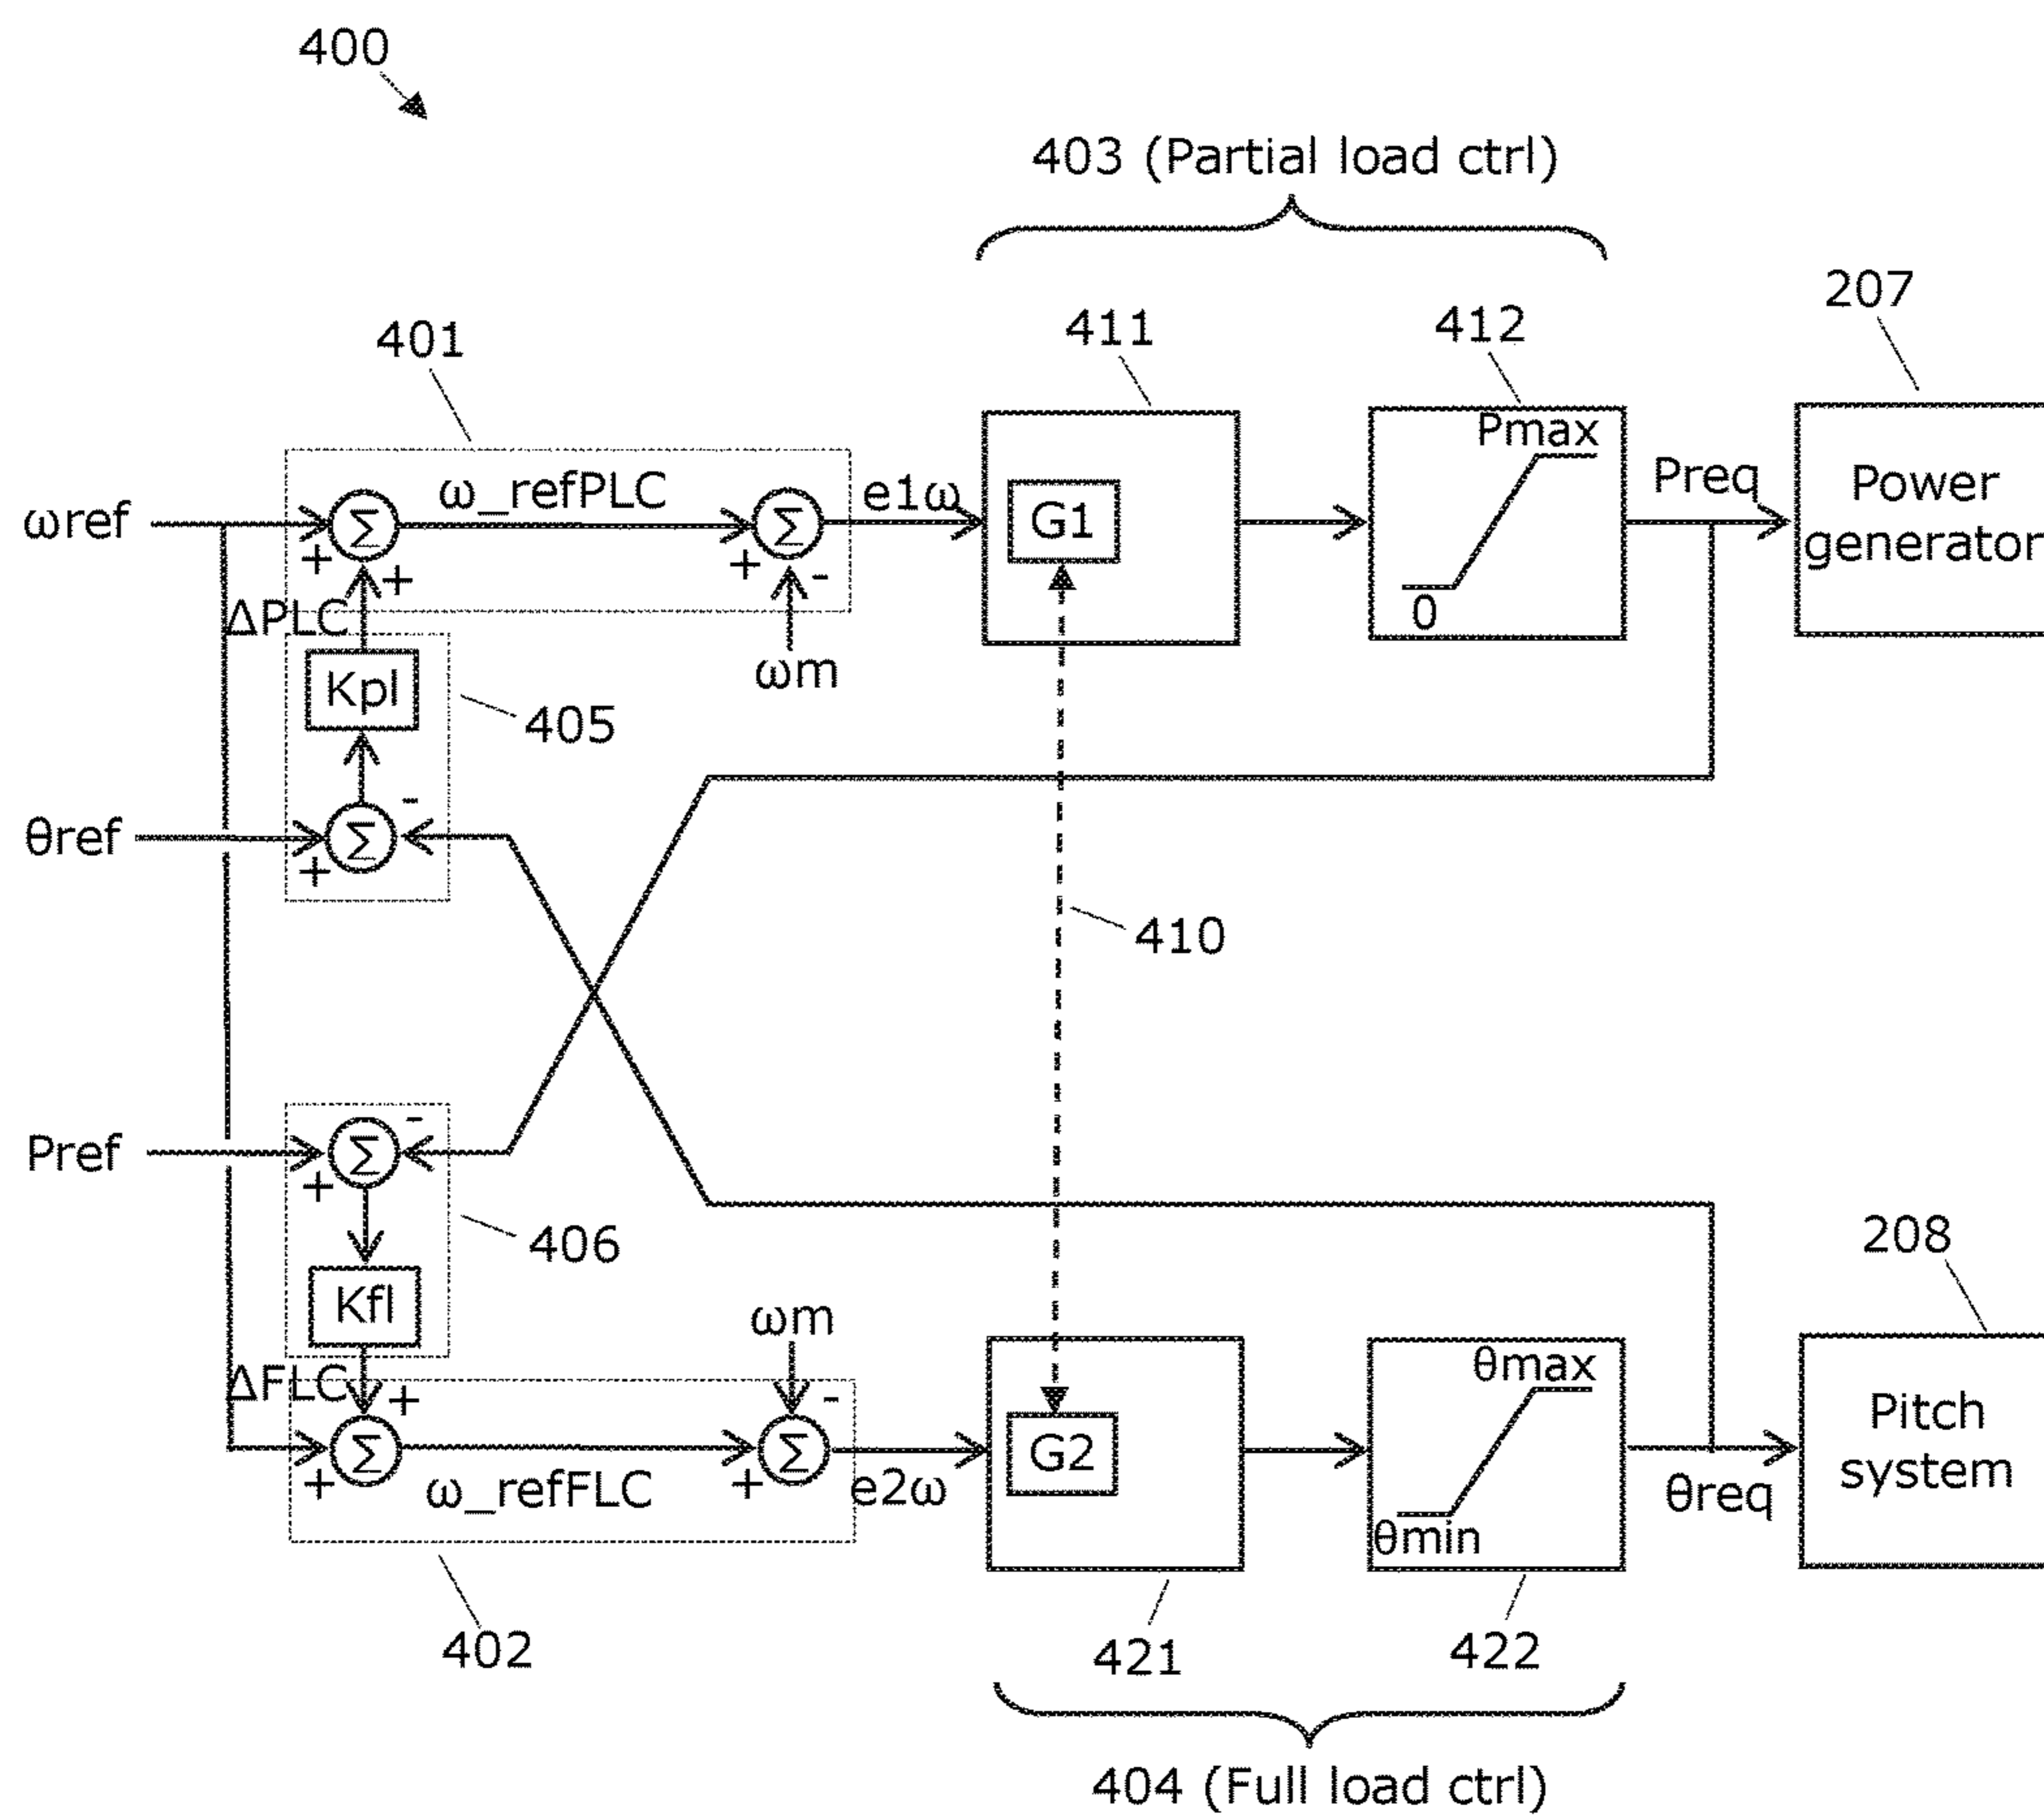 400
403 (Partial load ctrl)
207
401
411
412
Pmax
ωref
Σ
ω_refPLC
Σ
e1ω
G1
Preq
Power
generator
+
+
+
-
0
ΔPLC
ωm
Kpl
405
-
θref
Σ
+
410
-
Pref
Σ
+
406
208
Kfl
ωm
θmax
ΔFLC
+
-
Pitch
system
Σ
Σ
G2
+
ω_refFLC
+
e2ω
θreq
θmin
402
421
422
404 (Full load ctrl)